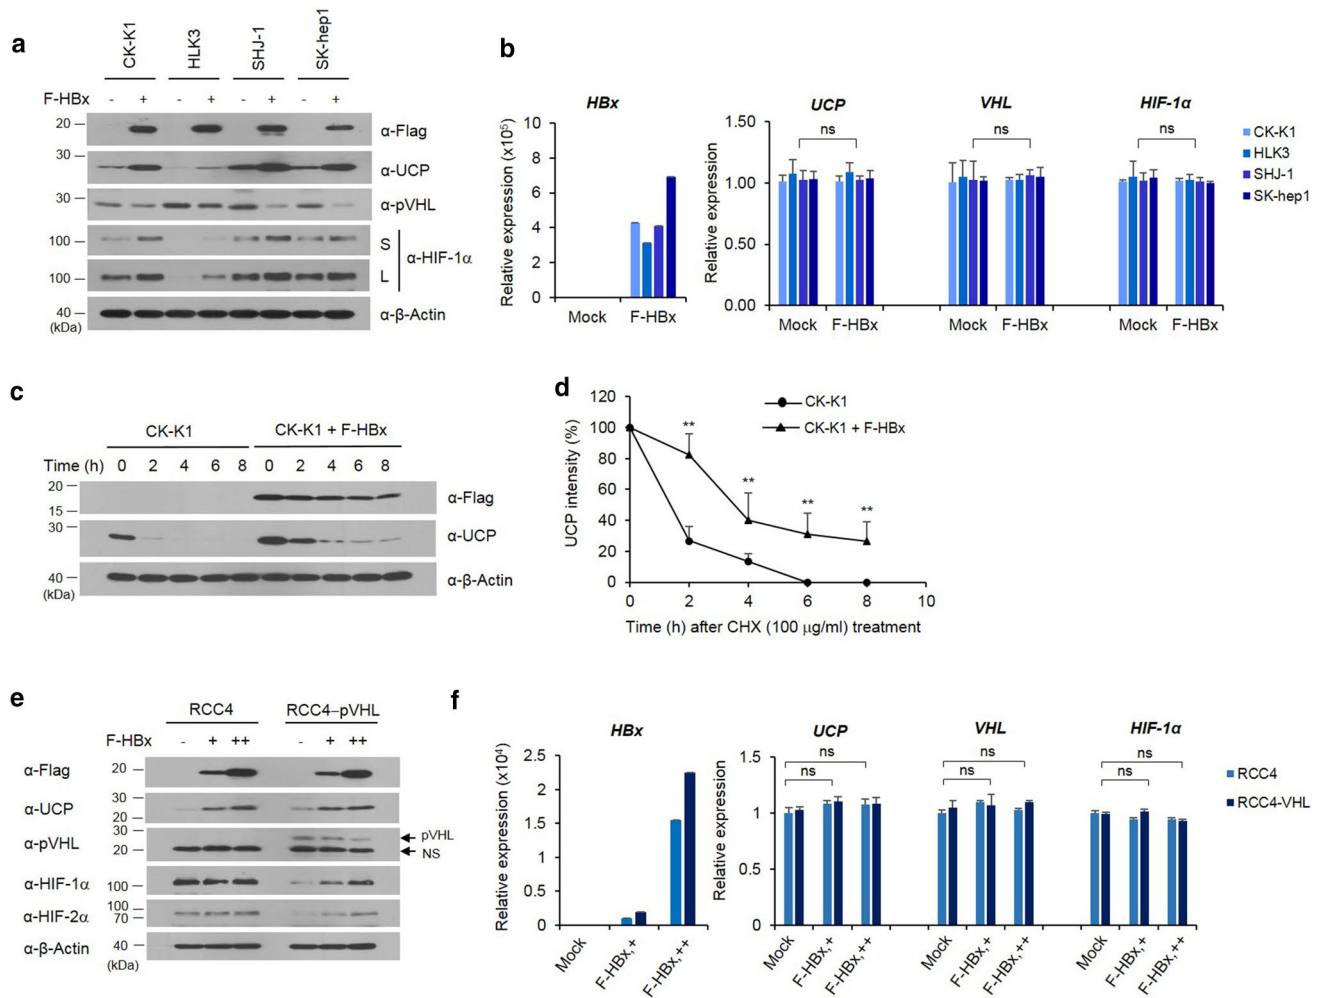 a
CK-K1
HLK3
SHJ-1
SK-hep1
F-HBx - + - + - + - +
20
α-Flag
30
α-UCP
30
α-pVHL
100
S
100
L
α-HIF-1α
40
α-β-Actin
(kDa)
b
HBx
UCP
VHL
HIF-1α
Relative expression (x10⁵)
10
8
6
4
2
0
Mock F-HBx
Relative expression
1.50
1.00
0.50
0.00
ns
ns
ns
Mock F-HBx Mock F-HBx Mock F-HBx
CK-K1
HLK3
SHJ-1
SK-hep1
c
CK-K1
CK-K1 + F-HBx
Time (h) 0 2 4 6 8 0 2 4 6 8
20
α-Flag
15
30
α-UCP
40
α-β-Actin
(kDa)
d
UCP intensity (%)
120
100
80
60
40
20
0
CK-K1
CK-K1 + F-HBx
**
**
**
**
0 2 4 6 8 10
Time (h) after CHX (100 μg/ml) treatment
e
RCC4
RCC4–pVHL
F-HBx - + ++ - + ++
α-Flag 20
α-UCP 30
20
α-pVHL 30
20
pVHL
NS
α-HIF-1α 100
α-HIF-2α 100
70
α-β-Actin 40
(kDa)
f
HBx
UCP
VHL
HIF-1α
Relative expression (x10⁴)
2.5
2
1.5
1
0.5
0
Mock
F-HBx,+
F-HBx,++
Relative expression
1.5
1
0.5
0
ns
ns
ns
ns
ns
ns
Mock
F-HBx,+
F-HBx,++
Mock
F-HBx,+
F-HBx,++
Mock
F-HBx,+
F-HBx,++
RCC4
RCC4-VHL